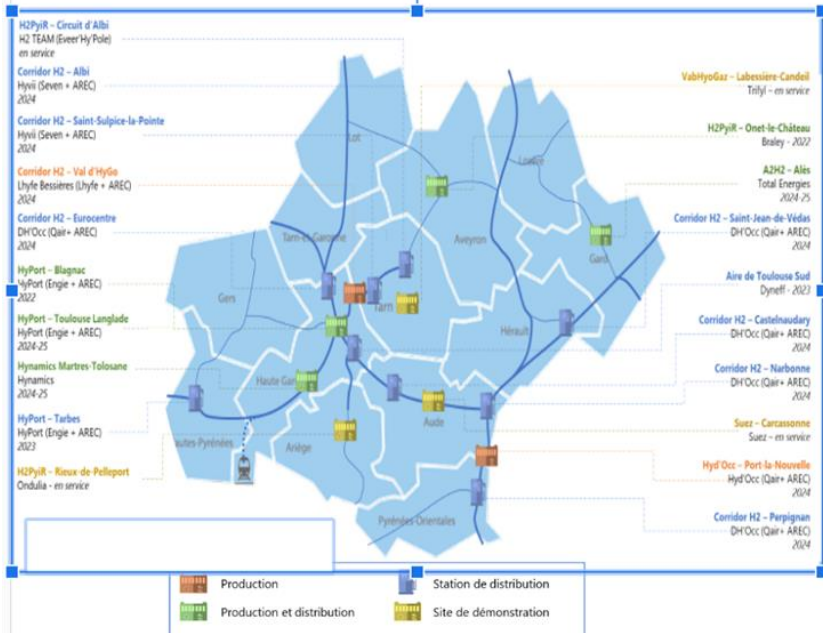 H2PyiR – Circuit d'Albi
H2 TEAM (Eveer'Hy'Pole)
en service
Corridor H2 – Albi
Hyvii (Seven + AREC)
2024
Corridor H2 – Saint-Sulpice-la-Pointe
Hyvii (Seven + AREC)
2024
Corridor H2 – Val d'HyGo
Lhyfe Bessières (Lhyfe + AREC)
2024
Corridor H2 – Eurocentre
DH'Occ (Qair+ AREC)
2024
HyPort – Blagnac
HyPort (Engie + AREC)
2022
HyPort – Toulouse Langlade
HyPort (Engie + AREC)
2024-25
Hynamics Martres-Tolosane
Hynamics
2024-25
HyPort – Tarbes
HyPort (Engie + AREC)
2023
H2PyiR – Rieux-de-Pelleport
Ondulia - en service
Lot
Lozère
Aveyron
Tarn-et-Garonne
Gard
Gers
Tarn
Hérault
Haute Gar
Aude
autes-Pyrénées
Ariège
Pyrénées-Orientales
VabHyoGaz – Labessière-Candeil
Trifyl – en service
H2PyiR – Onet-le-Château
Braley - 2022
A2H2 – Alès
Total Energies
2024-25
Corridor H2 – Saint-Jean-de-Védas
DH'Occ (Qair+ AREC)
2024
Aire de Toulouse Sud
Dyneff - 2023
Corridor H2 – Castelnaudary
DH'Occ (Qair+ AREC)
2024
Corridor H2 – Narbonne
DH'Occ (Qair+ AREC)
2024
Suez – Carcassonne
Suez – en service
Hyd'Occ – Port-la-Nouvelle
Hyd'Occ (Qair+ AREC)
2024
Corridor H2 – Perpignan
DH'Occ (Qair+ AREC)
2024
Production
Station de distribution
Production et distribution
Site de démonstration